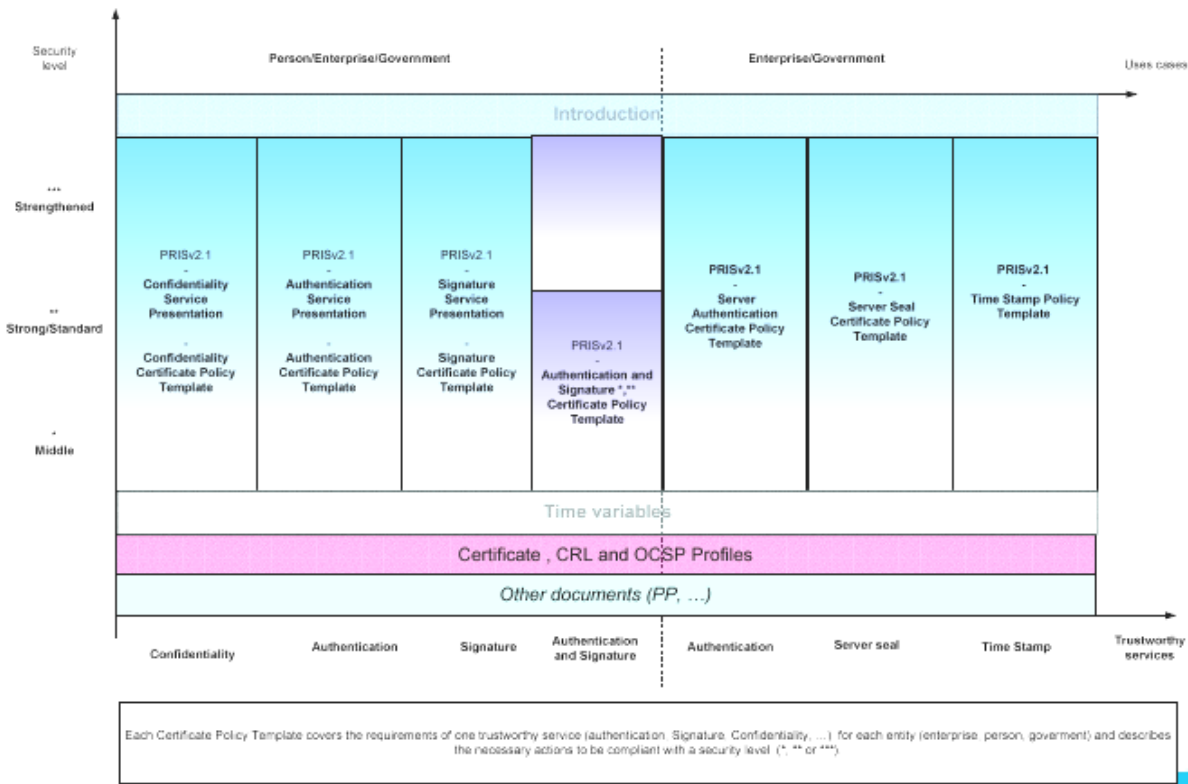 Security
level
Person/Enterprise/Government
Enterprise/Government
Uses cases
Introduction
***
Strengthened
**
Strong/Standard
*
Middle
PRISv2.1
-
Confidentiality
Service
Presentation
-
Confidentiality
Certificate Policy
Template
PRISv2.1
-
Authentication
Service
Presentation
-
Authentication
Certificate Policy
Template
PRISv2.1
-
Signature
Service
Presentation
-
Signature
Certificate Policy
Template
PRISv2.1
-
Authentication and
Signature *,**
Certificate Policy
Template
PRISv2.1
-
Server
Authentication
Certificate Policy
Template
PRISv2.1
-
Server Seal
Certificate Policy
Template
PRISv2.1
-
Time Stamp Policy
Template
Time variables
Certificate , CRL and OCSP Profiles
Other documents (PP, …)
Confidentiality
Authentication
Signature
Authentication
and Signature
Authentication
Server seal
Time Stamp
Trustworthy
services
Each Certificate Policy Template covers the requirements of one trustworthy service (authentication, Signature, Confidentiality, …) for each entity (enterprise, person, goverment) and describes
the necessary actions to be compliant with a security level (*, ** or ***)